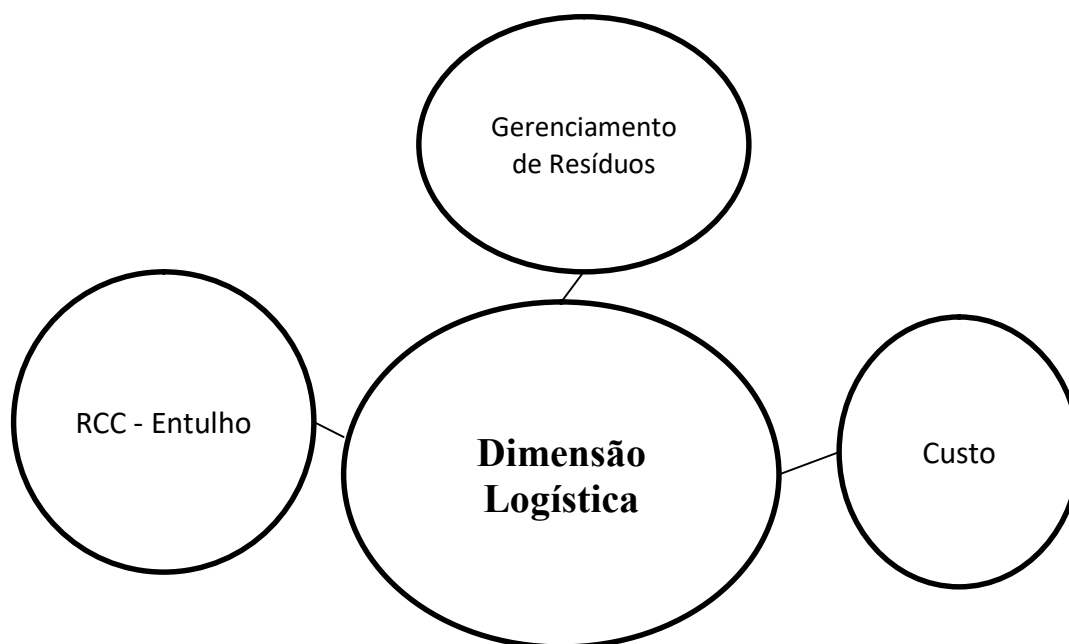 Gerenciamento
de Resíduos
RCC - Entulho
Dimensão
Logística
Custo